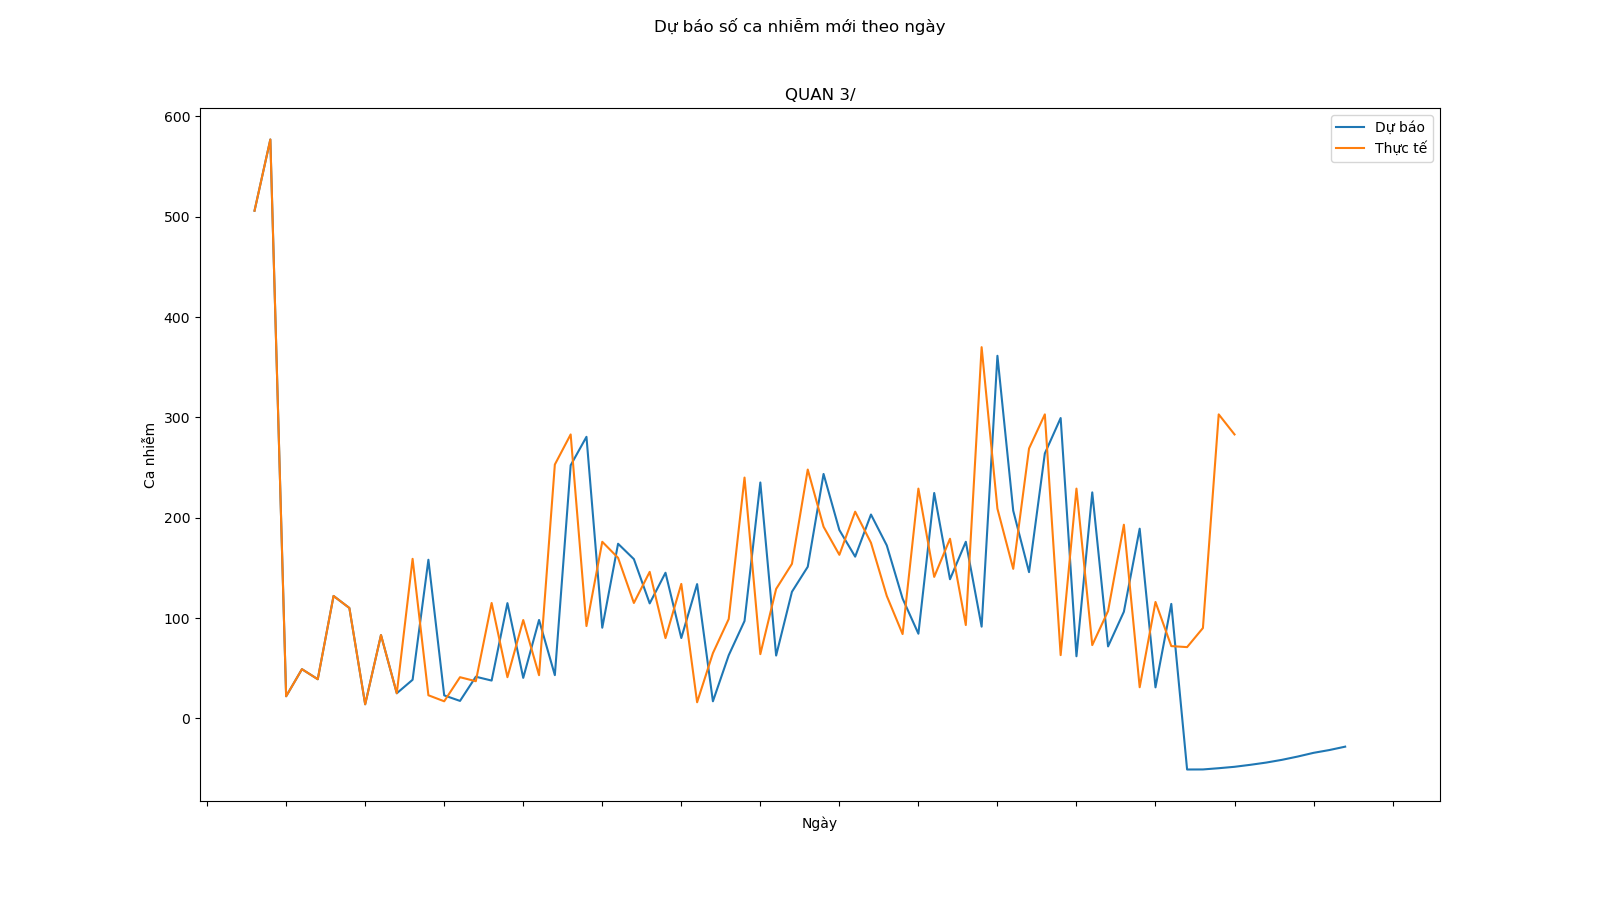 Dự báo số ca nhiễm mới theo ngày
QUAN 3/
Dự báo
Thực tế
600
500
400
300
200
100
0
Ca nhiễm
Ngày